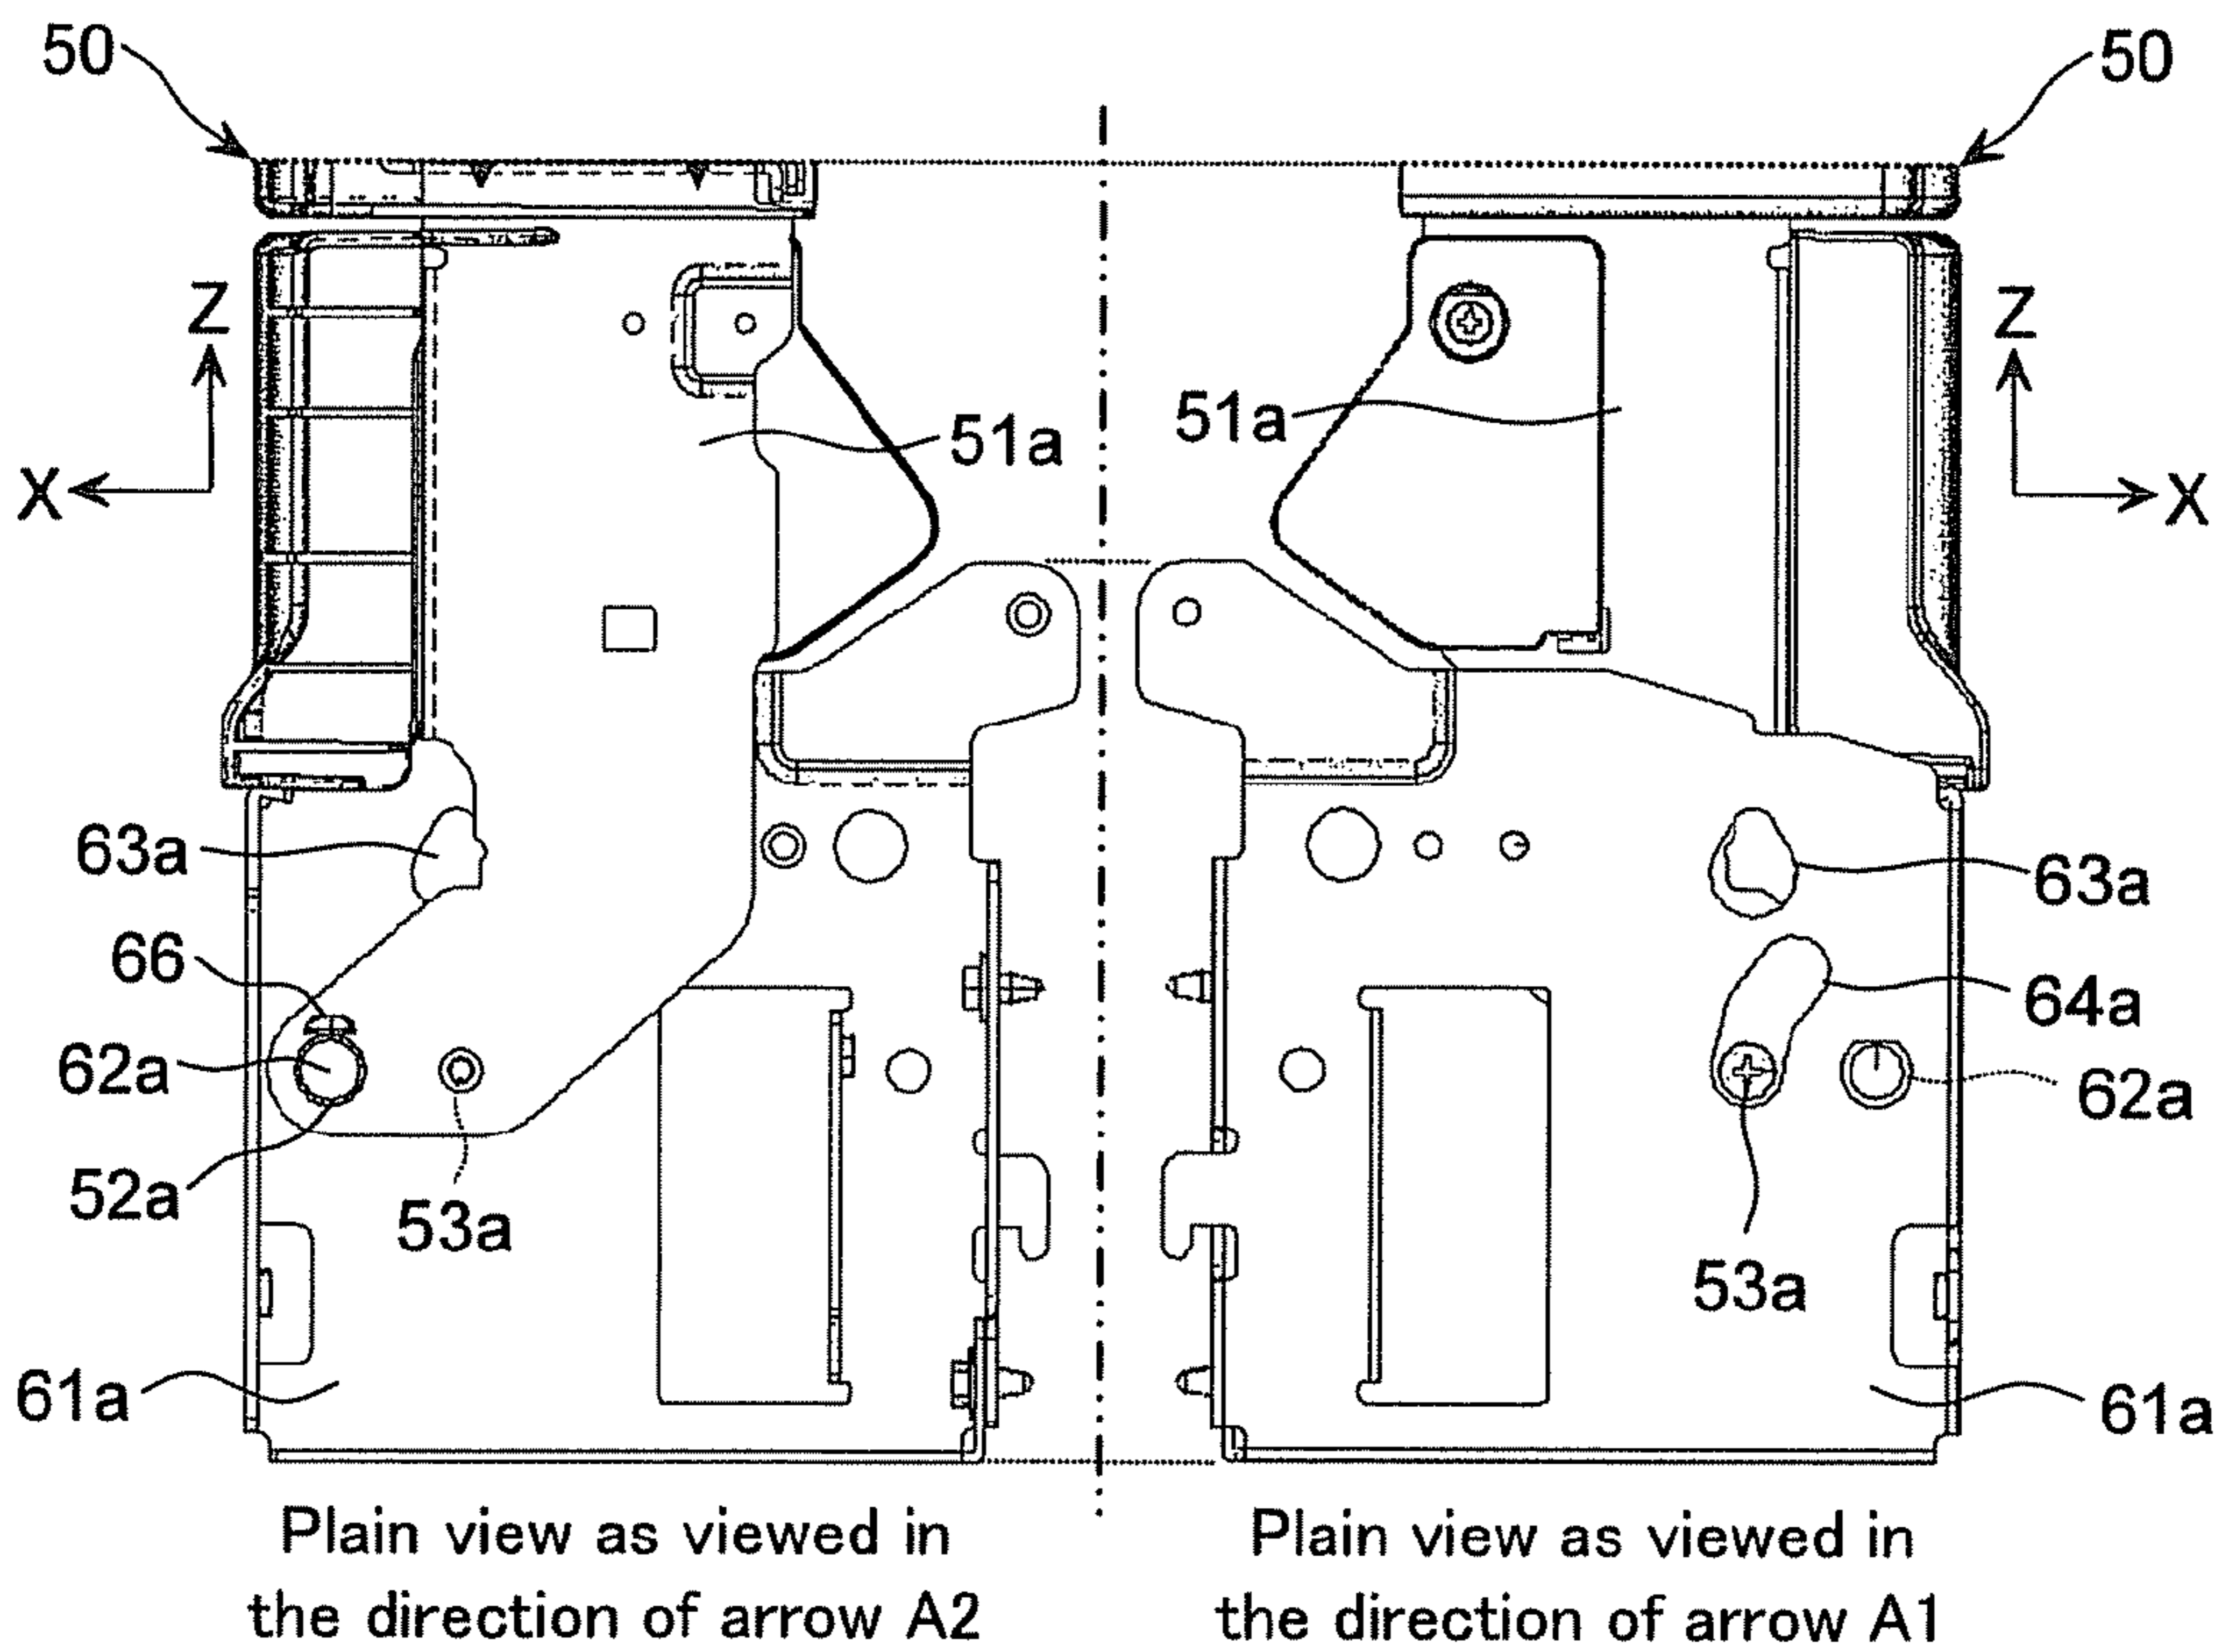 50
50
Z
Z
51a
51a
X
X
63a
63a
66
64a
62a
62a
52a
53a
53a
61a
61a
Plain view as viewed in
the direction of arrow A2
Plain view as viewed in
the direction of arrow A1